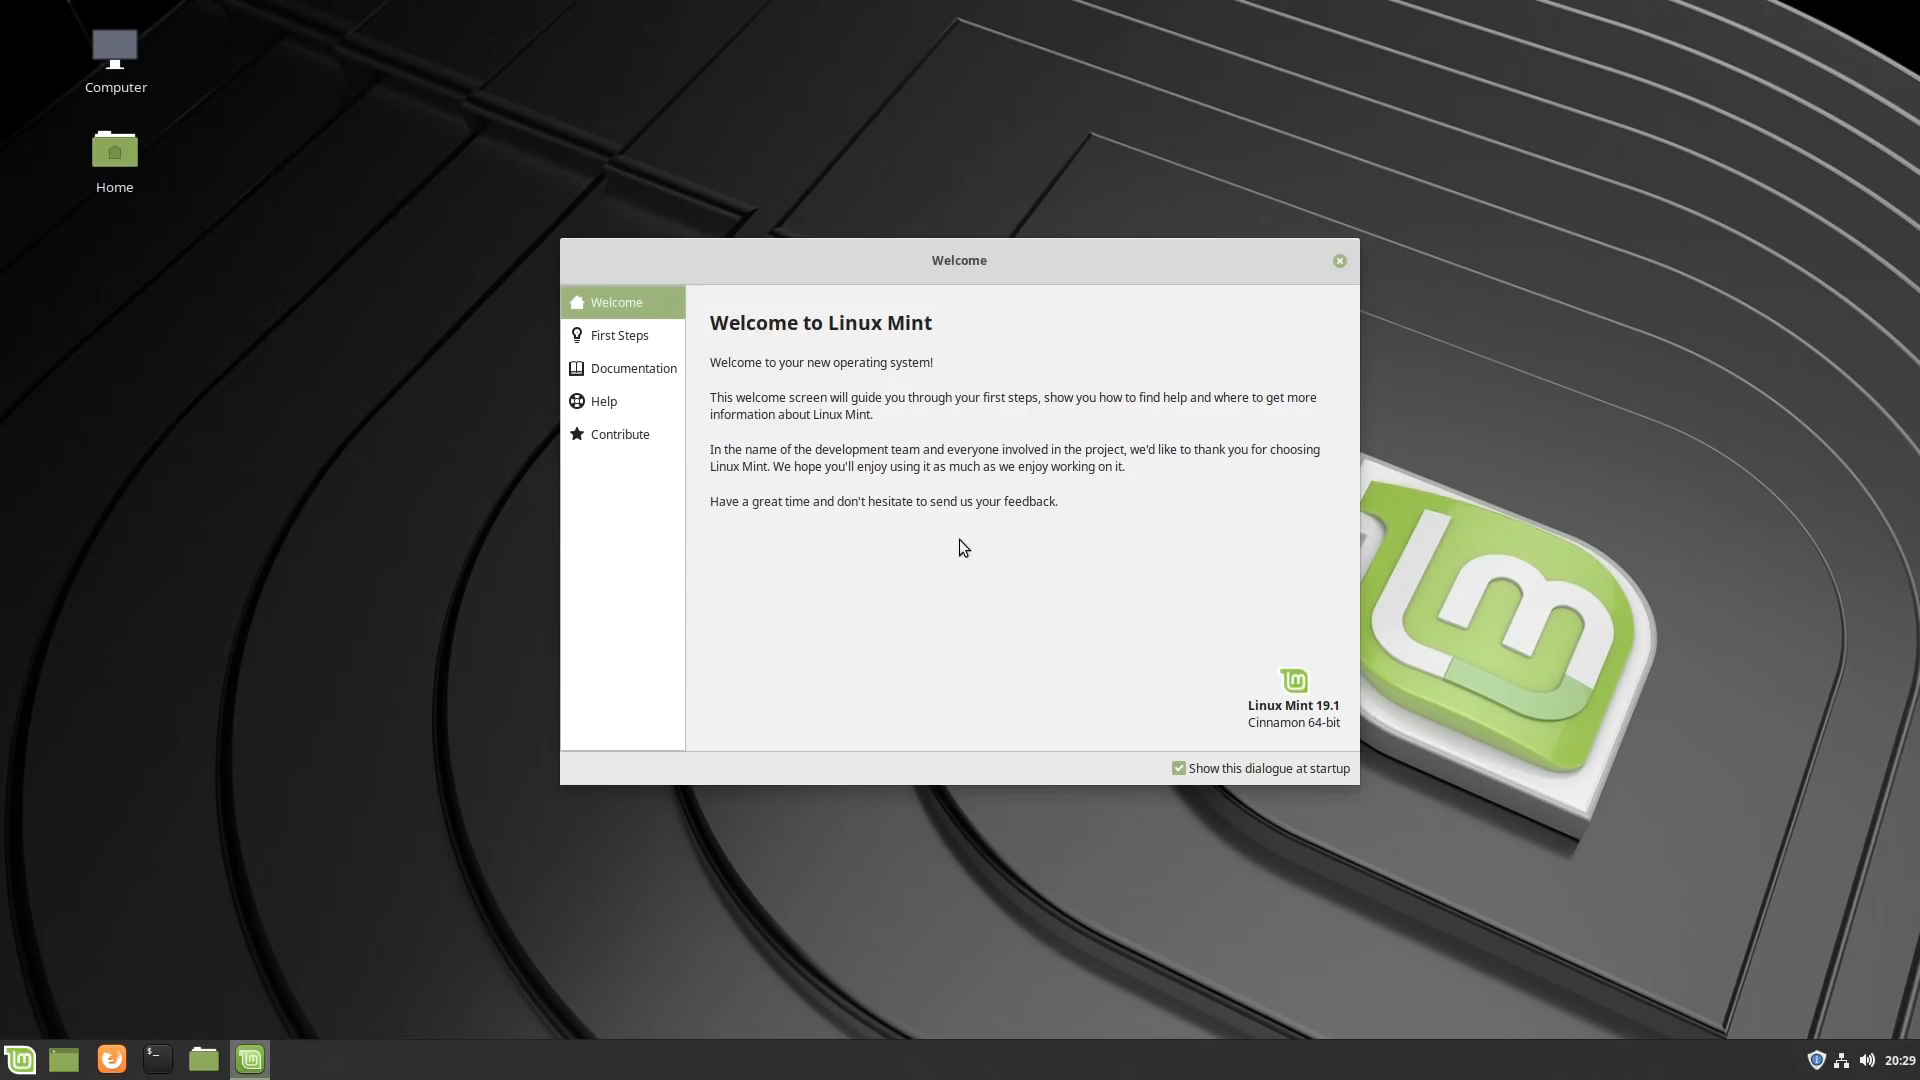 Computer
Home
Welcome
Welcome
First Steps
Documentation
Help
Contribute
Welcome to Linux Mint
Welcome to your new operating system!
This welcome screen will guide you through your first steps, show you how to find help and where to get more
information about Linux Mint.
In the name of the development team and everyone involved in the project, we'd like to thank you for choosing
Linux Mint. We hope you'll enjoy using it as much as we enjoy working on it.
Have a great time and don't hesitate to send us your feedback.
Linux Mint 19.1
Cinnamon 64-bit
Show this dialogue at startup
$_
20:29